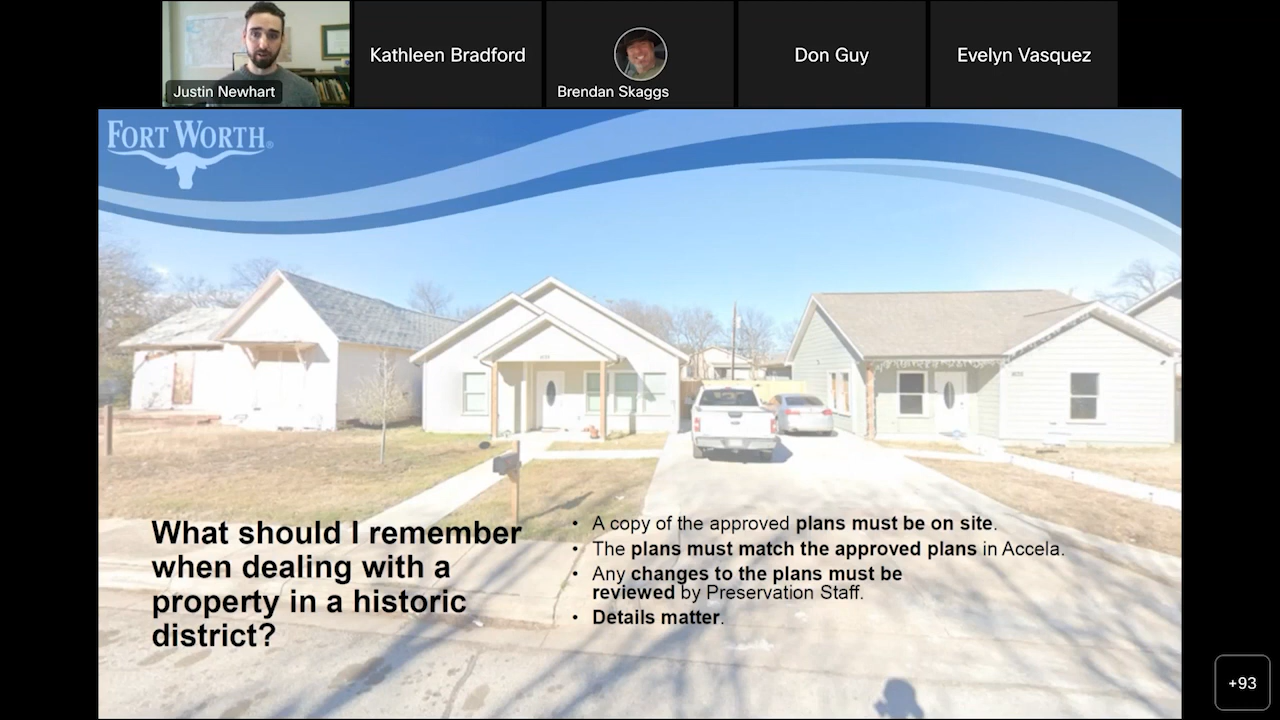 Justin Newhart
Kathleen Bradford
Brendan Skaggs
Don Guy
Evelyn Vasquez
FORT WORTH®
What should I remember
when dealing with a
property in a historic
district?
• A copy of the approved plans must be on site.
• The plans must match the approved plans in Accela.
• Any changes to the plans must be
reviewed by Preservation Staff.
• Details matter.
+93